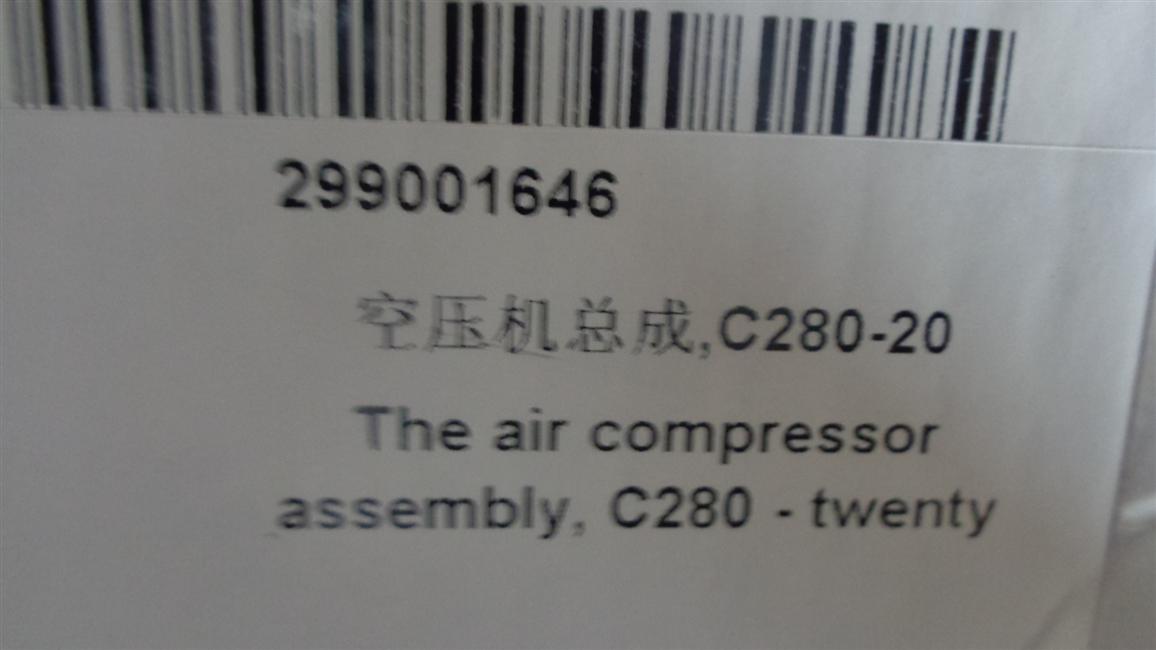 299001646
空压机总成,C280-20
The air compressor
assembly, C280 - twenty